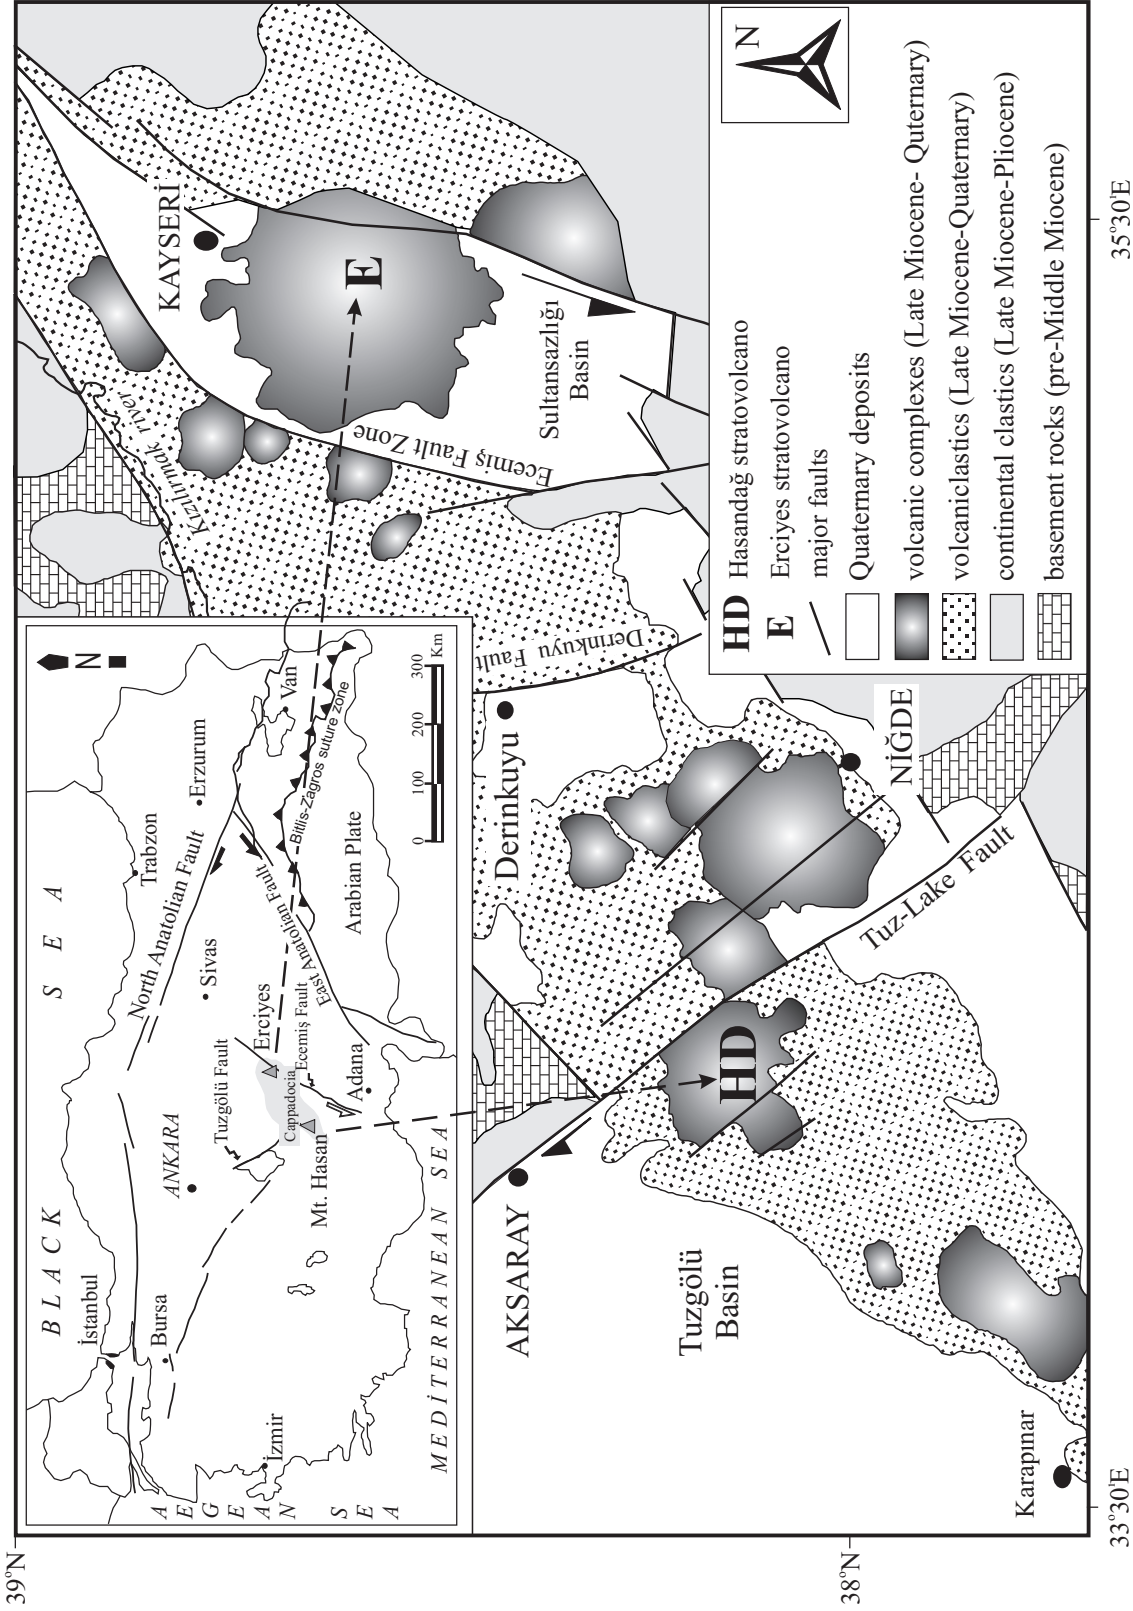 39°N
38°N
33°30'E
35°30'E
BLACK SEA
AEGEAN SEA
MEDİTERRANEAN SEA
İstanbul
Bursa
İzmir
ANKARA
Trabzon
Erzurum
Sivas
Van
Adana
North Anatolian Fault
East Anatolian Fault
Bitlis-Zagros suture zone
Arabian Plate
Tuzgölü Fault
Ecemiş Fault
Erciyes
Cappadocia
Mt. Hasan
N
0 100 200 300 Km
KAYSERİ
E
Kızılırmak river
Ecemiş Fault Zone
Sultansazlığı
Basin
Derinkuyu Fault
Derinkuyu
NİĞDE
Tuz-Lake Fault
HD
AKSARAY
Tuzgölü
Basin
Karapınar
N
HD Hasandağ stratovolcano
E Erciyes stratovolcano
major faults
Quaternary deposits
volcanic complexes (Late Miocene- Quternary)
volcaniclastics (Late Miocene-Quaternary)
continental clastics (Late Miocene-Pliocene)
basement rocks (pre-Middle Miocene)